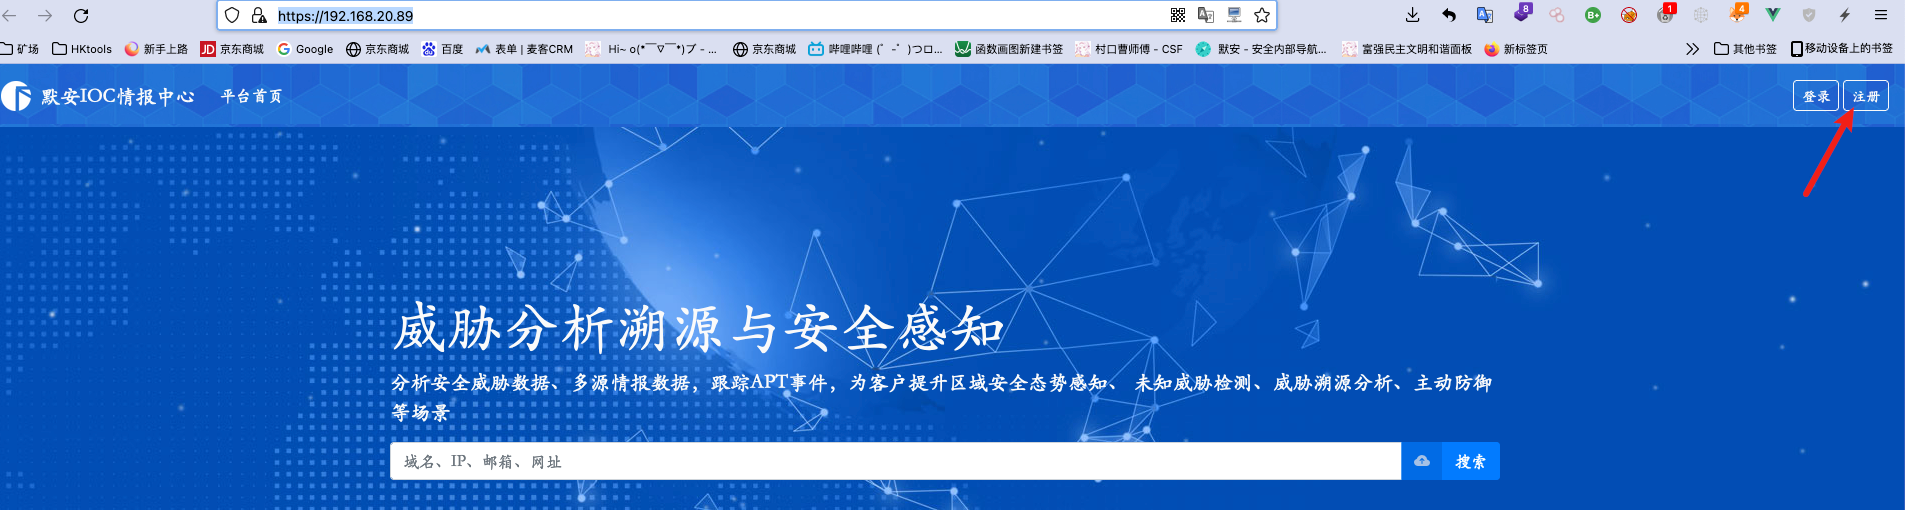 https://192.168.20.89
8
B+
1
4
矿场 HKtools 新手上路 JD 京东商城 Google 京东商城 百度 表单 | 麦客CRM Hi~ o(*￣▽￣*)ブ - ... 京东商城 哔哩哔哩 (゜-゜)つロ... 函数画图新建书签 村口曹师傅 - CSF 默安 - 安全内部导航... 富强民主文明和谐面板 新标签页 其他书签 移动设备上的书签
默安IOC情报中心 平台首页 登录 注册
威胁分析溯源与安全感知
分析安全威胁数据、多源情报数据，跟踪APT事件，为客户提升区域安全态势感知、 未知威胁检测、威胁溯源分析、主动防御
等场景
域名、IP、邮箱、网址 搜索